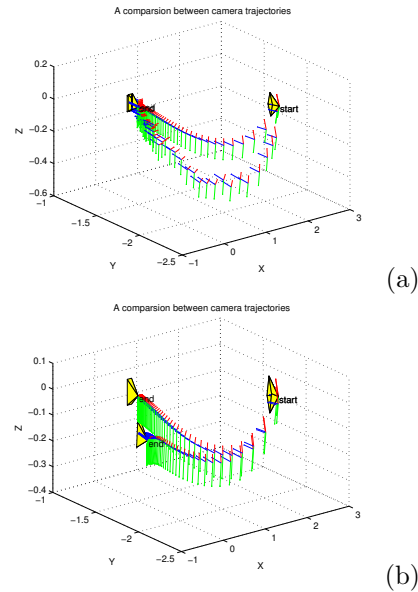 A comparsion between camera trajectories
0.2
0
−0.2
−0.4
−0.6
Z
end
start
−1
−1.5
−2
−2.5
Y
−1
0
1
2
3
X
(a)
A comparsion between camera trajectories
0.1
0
−0.1
−0.2
−0.3
−0.4
Z
end
end
start
−1
−1.5
−2
−2.5
Y
−1
0
1
2
3
X
(b)